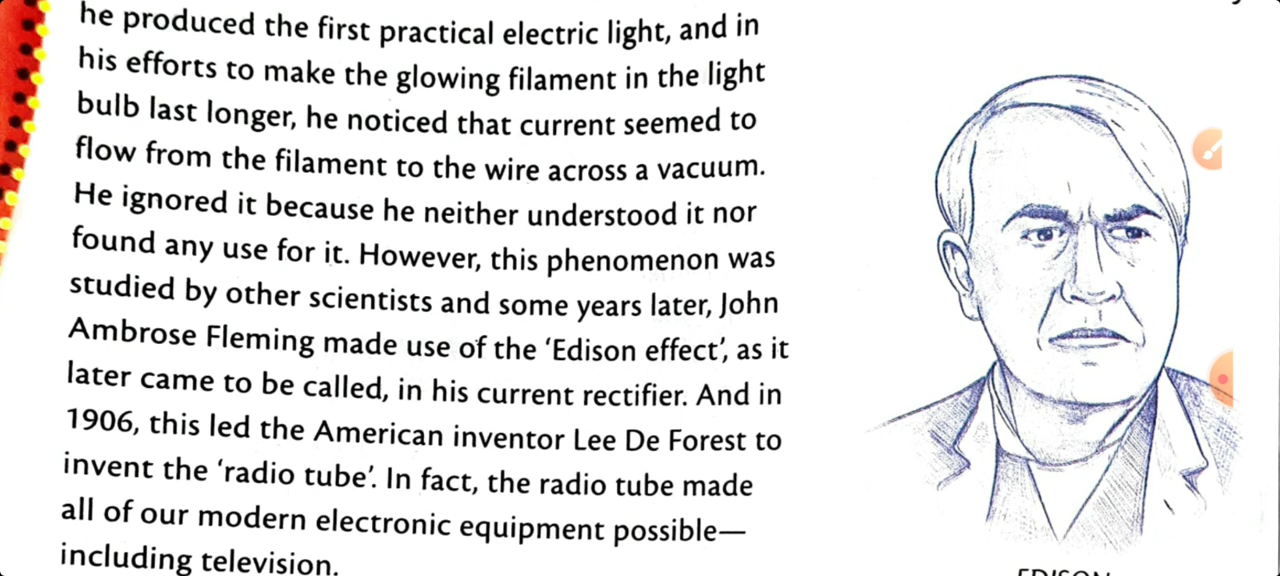 he produced the first practical electric light, and in
his efforts to make the glowing filament in the light
bulb last longer, he noticed that current seemed to
flow from the filament to the wire across a vacuum.
He ignored it because he neither understood it nor
found any use for it. However, this phenomenon was
studied by other scientists and some years later, John
Ambrose Fleming made use of the ‘Edison effect’, as it
later came to be called, in his current rectifier. And in
1906, this led the American inventor Lee De Forest to
invent the ‘radio tube’. In fact, the radio tube made
all of our modern electronic equipment possible—
including television.
EDISON